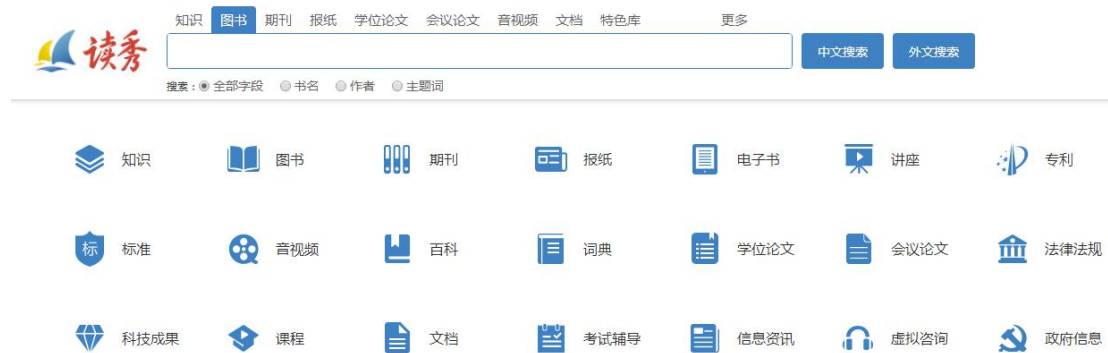 知识 图书 期刊 报纸 学位论文 会议论文 音视频 文档 特色库 更多
读秀
中文搜索 外文搜索
搜索: 全部字段 书名 作者 主题词
知识 图书 期刊 报纸 电子书 讲座 专利
标 标准 音视频 百科 词典 学位论文 会议论文 法律法规
科技成果 课程 文档 考试辅导 信息资讯 虚拟咨询 政府信息